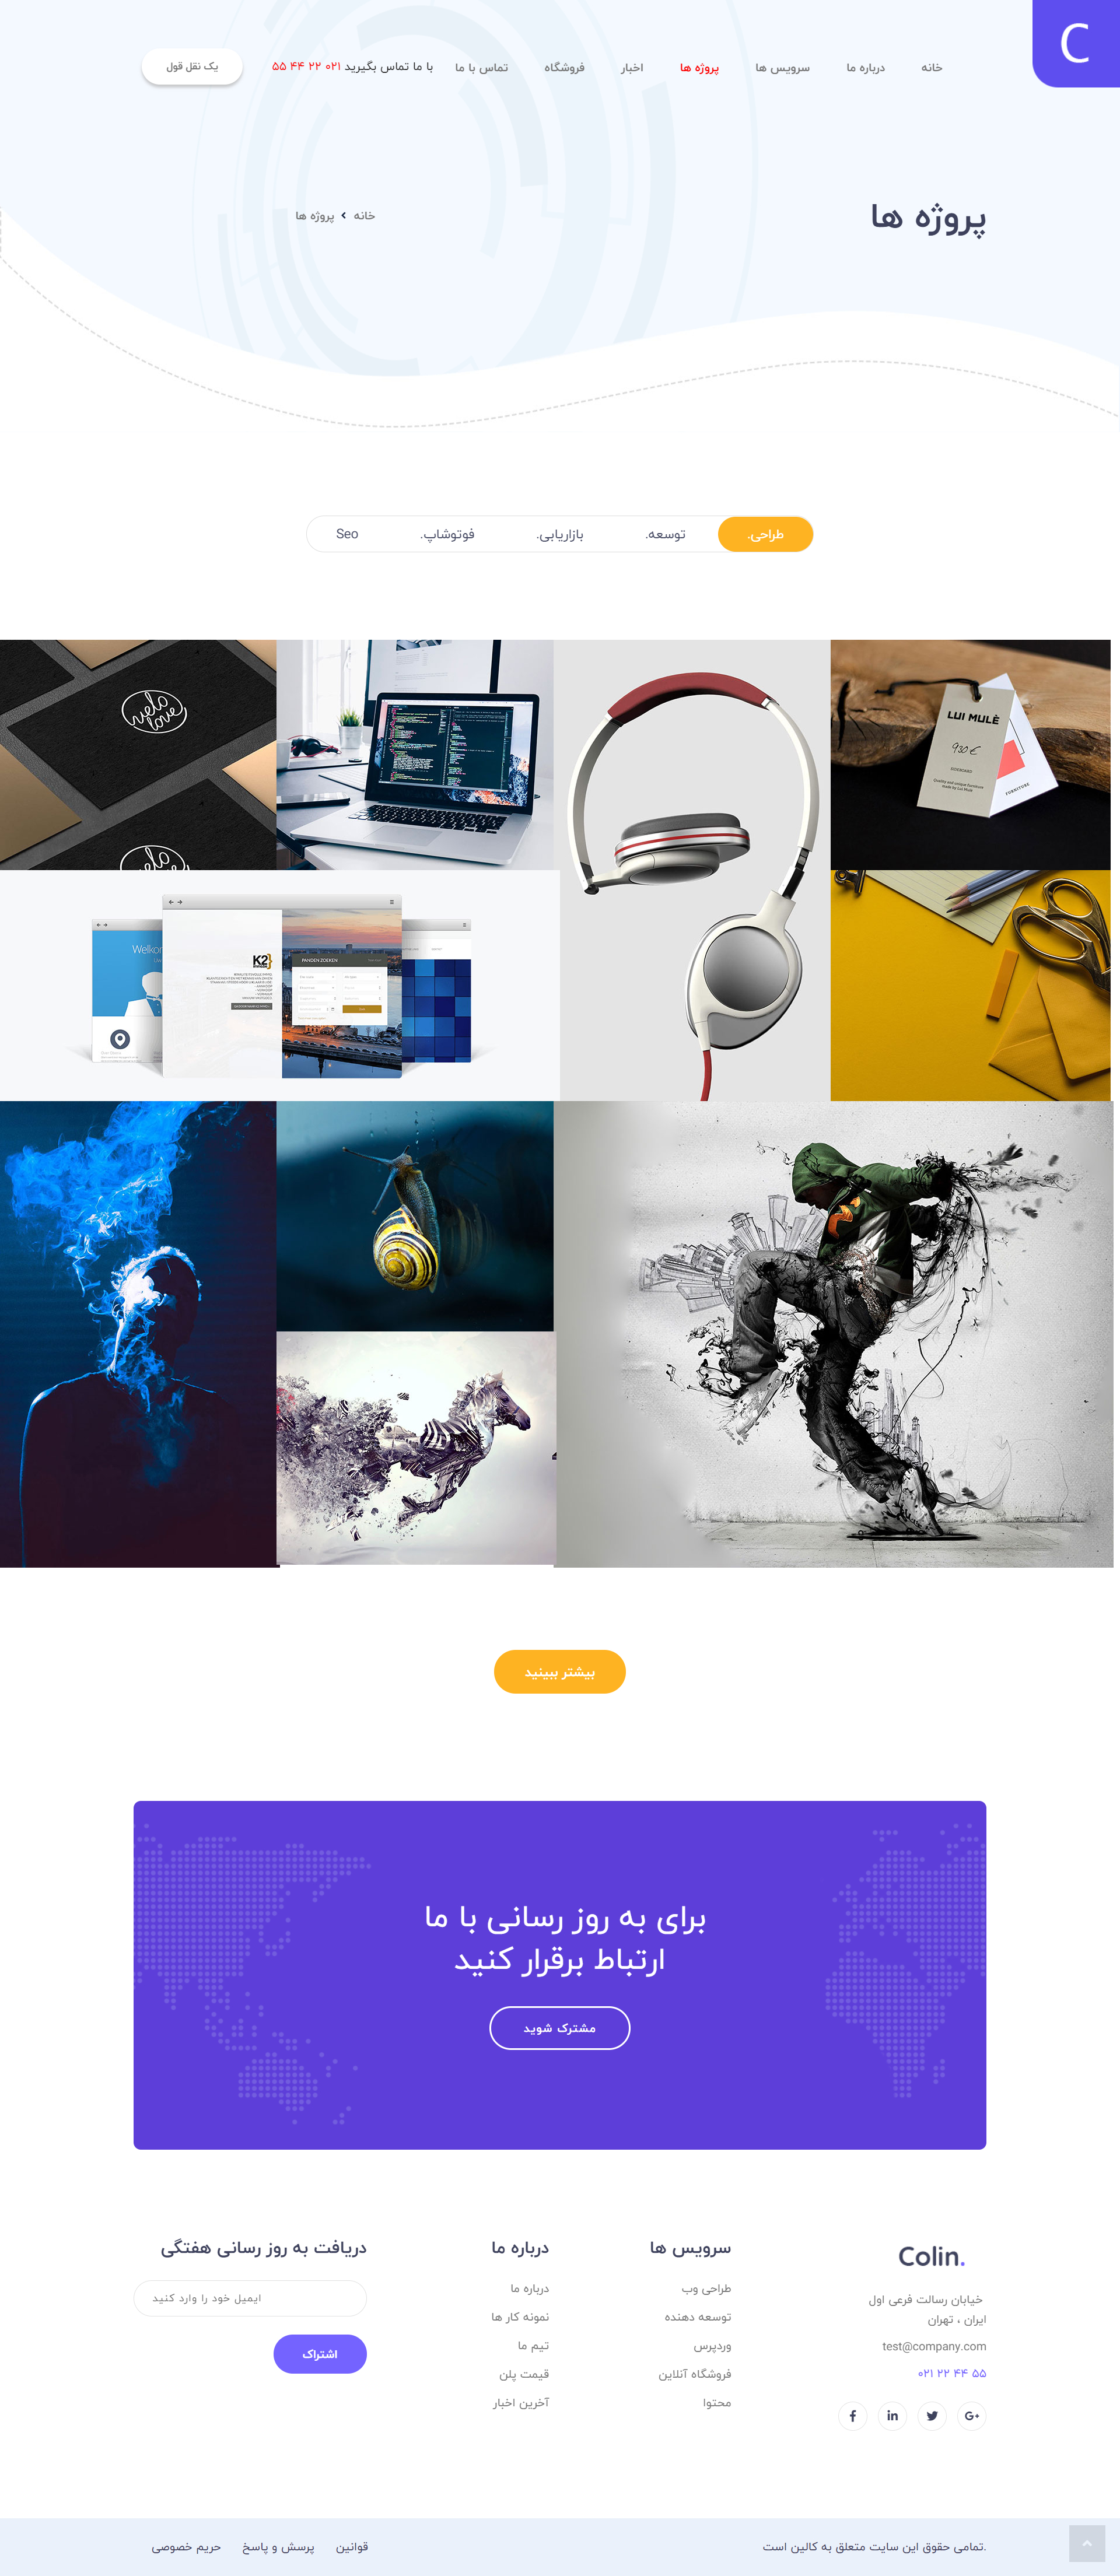 C
خانه
درباره ما
سرویس ها
پروژه ها
اخبار
فروشگاه
تماس با ما
با ما تماس بگیرید ۰۲۱ ۲۲ ۴۴ ۵۵
یک نقل قول
پروژه ها
خانه
پروژه ها
طراحی.
توسعه.
بازاریابی.
فوتوشاپ.
Seo
LUI MULÈ
930 €
FURNITURE
velo
love
velo
love
Welkom
K2
PANDEN ZOEKEN
بیشتر ببینید
برای به روز رسانی با ما
ارتباط برقرار کنید
مشترک شوید
Colin.
خیابان رسالت فرعی اول
ایران ، تهران
test@company.com
۰۲۱ ۲۲ ۴۴ ۵۵
سرویس ها
طراحی وب
توسعه دهنده
وردپرس
فروشگاه آنلاین
محتوا
درباره ما
درباره ما
نمونه کار ها
تیم ما
قیمت پلن
آخرین اخبار
دریافت به روز رسانی هفتگی
ایمیل خود را وارد کنید
اشتراک
.تمامی حقوق این سایت متعلق به کالین است
قوانین
پرسش و پاسخ
حریم خصوصی